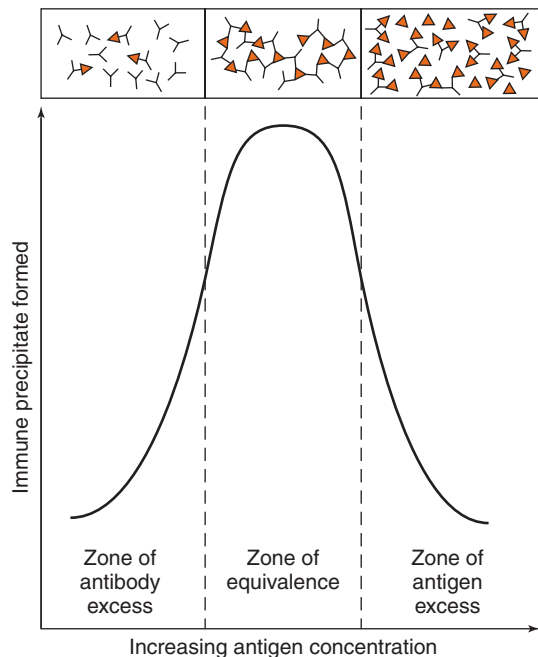 Immune precipitate formed
Zone of
antibody
excess
Zone of
equivalence
Zone of
antigen
excess
Increasing antigen concentration